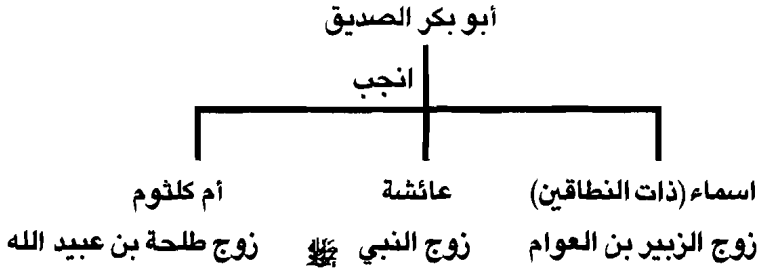 أبو بكر الصديق
انجب
اسماء (ذات النطاقين) عائشة أم كلثوم
زوج الزبير بن العوام زوج النبي ﷺ زوج طلحة بن عبيد الله